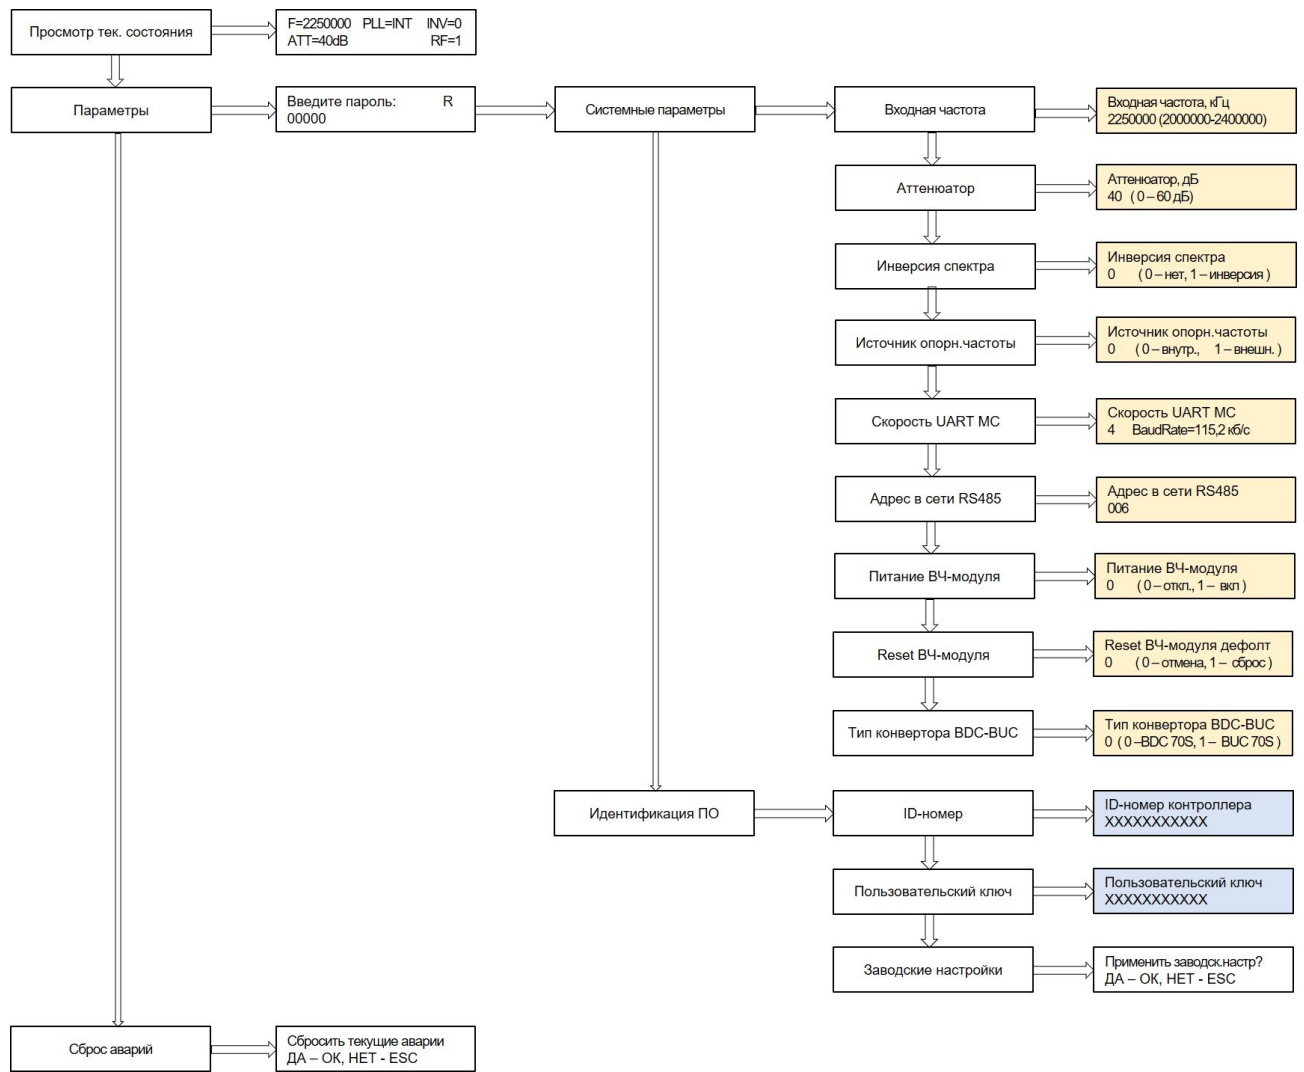 Просмотр тек. состояния
F=2250000 PLL=INT INV=0
ATT=40dB RF=1
Параметры
Введите пароль: R
00000
Системные параметры
Входная частота
Входная частота, кГц
2250000 (2000000-2400000)
Аттенюатор
Аттенюатор, дБ
40 ( 0 – 60 дБ)
Инверсия спектра
Инверсия спектра
0 ( 0 – нет, 1 – инверсия )
Источник опорн.частоты
Источник опорн.частоты
0 ( 0 – внутр., 1 – внешн. )
Скорость UART МС
Скорость UART МС
4 BaudRate=115,2 кб/с
Адрес в сети RS485
Адрес в сети RS485
006
Питание ВЧ-модуля
Питание ВЧ-модуля
0 ( 0 – откл., 1 – вкл )
Reset ВЧ-модуля
Reset ВЧ-модуля дефолт
0 ( 0 – отмена, 1 – сброс )
Тип конвертора BDC-BUC
Тип конвертора BDC-BUC
0 ( 0 –BDC 70S, 1 – BUC 70S )
Идентификация ПО
ID-номер
ID-номер контроллера
XXXXXXXXXXX
Пользовательский ключ
Пользовательский ключ
XXXXXXXXXXX
Заводские настройки
Применить заводск.настр?
ДА – ОК, НЕТ - ESC
Сброс аварий
Сбросить текущие аварии
ДА – ОК, НЕТ - ESC